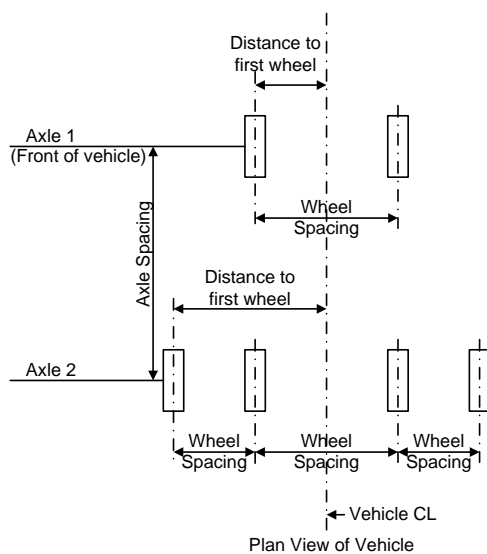 Distance to
first wheel
Axle 1
(Front of vehicle)
Wheel
Spacing
Axle Spacing
Distance to
first wheel
Axle 2
Wheel
Spacing
Wheel
Spacing
Wheel
Spacing
Vehicle CL
Plan View of Vehicle